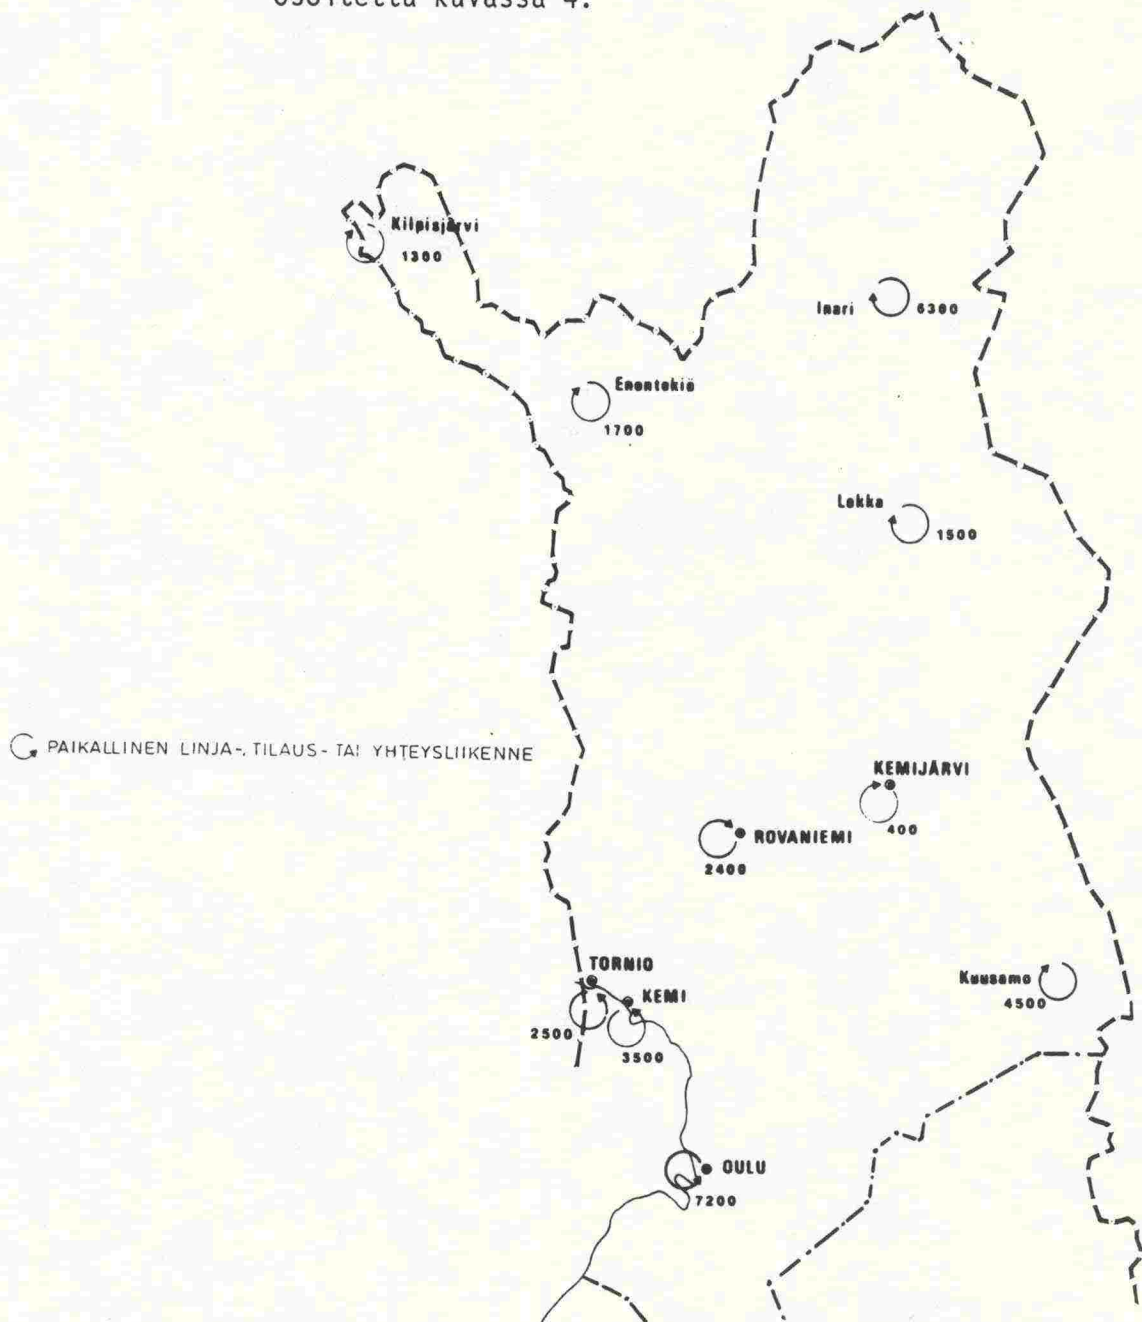 osoitettu kuvassa 4.
Kilpisjärvi
1300
Inari
6300
Enontekiö
1700
Lokka
1500
PAIKALLINEN LINJA-, TILAUS- TAI YHTEYSLIIKENNE
KEMIJÄRVI
400
ROVANIEMI
2400
TORNIO
2500
KEMI
3500
Kuusamo
4500
OULU
7200